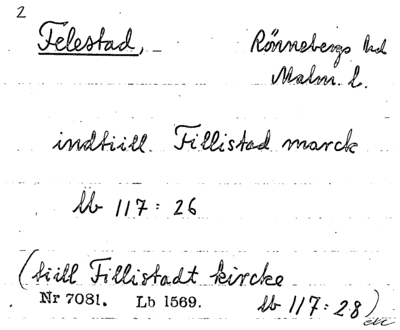 2
Felestad, Rönnebergs hd
Malm. L.
indtiill Fillistad marck
lb 117:26
(tiill Fillistadt kircke
Nr 7081. Lb 1569. lb 117:28)